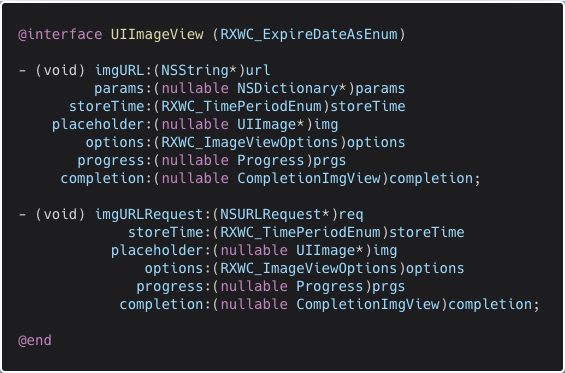 @interface UIImageView (RXWC_ExpireDateAsEnum)
- (void) imgURL:(NSString*)url
params:(nullable NSDictionary*)params
storeTime:(RXWC_TimePeriodEnum)storeTime
placeholder:(nullable UIImage*)img
options:(RXWC_ImageViewOptions)options
progress:(nullable Progress)prgs
completion:(nullable CompletionImgView)completion;
- (void) imgURLRequest:(NSURLRequest*)req
storeTime:(RXWC_TimePeriodEnum)storeTime
placeholder:(nullable UIImage*)img
options:(RXWC_ImageViewOptions)options
progress:(nullable Progress)prgs
completion:(nullable CompletionImgView)completion;
@end